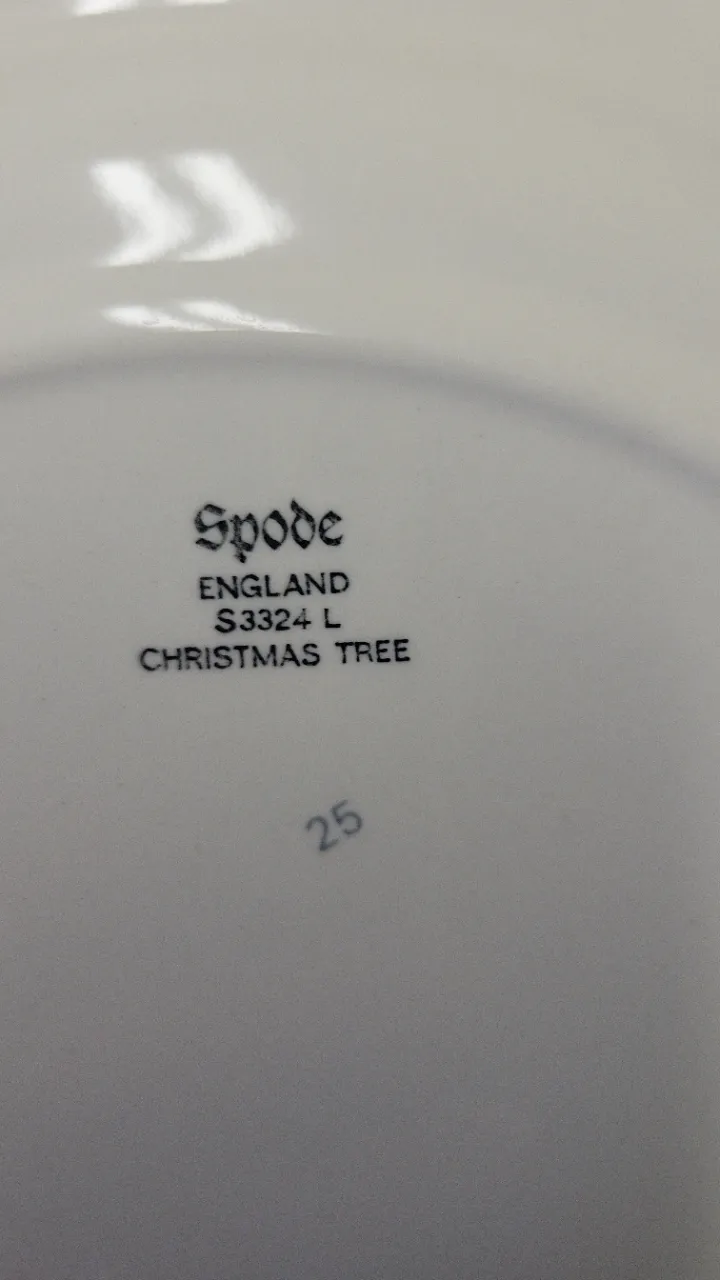 Spode
ENGLAND
S3324 L
CHRISTMAS TREE
25